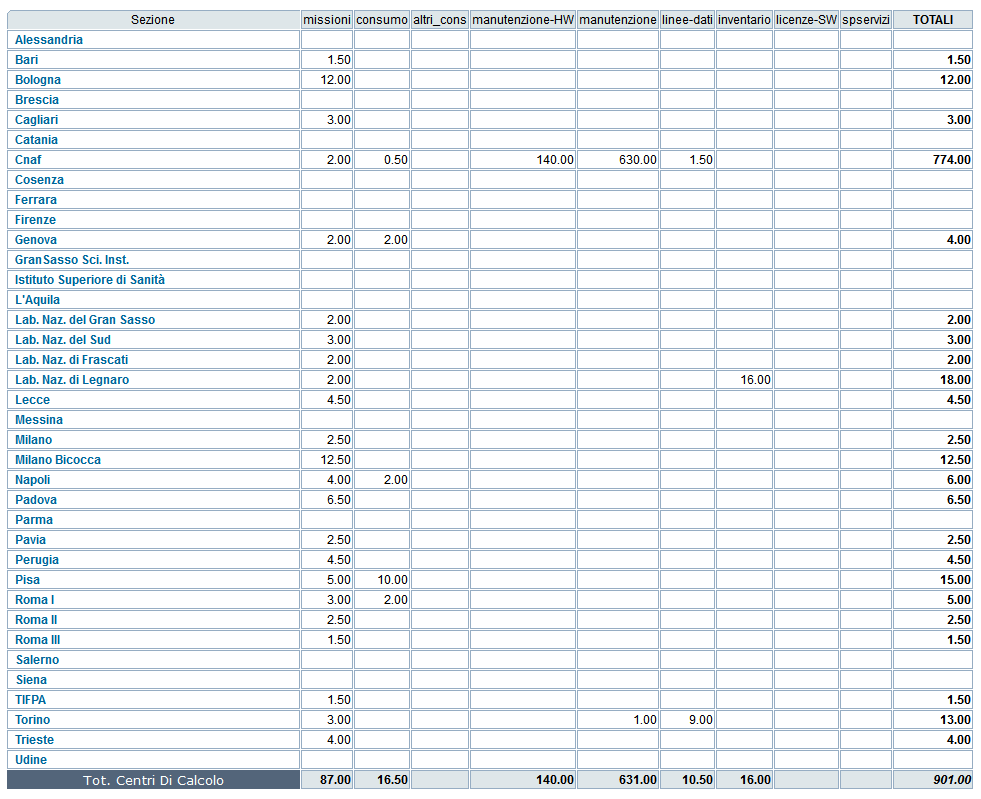 Sezione missioni consumo altri_cons manutenzione-HW manutenzione linee-dati inventario licenze-SW spservizi TOTALI
Alessandria
Bari 1.50 1.50
Bologna 12.00 12.00
Brescia
Cagliari 3.00 3.00
Catania
Cnaf 2.00 0.50 140.00 630.00 1.50 774.00
Cosenza
Ferrara
Firenze
Genova 2.00 2.00 4.00
GranSasso Sci. Inst.
Istituto Superiore di Sanità
L'Aquila
Lab. Naz. del Gran Sasso 2.00 2.00
Lab. Naz. del Sud 3.00 3.00
Lab. Naz. di Frascati 2.00 2.00
Lab. Naz. di Legnaro 2.00 16.00 18.00
Lecce 4.50 4.50
Messina
Milano 2.50 2.50
Milano Bicocca 12.50 12.50
Napoli 4.00 2.00 6.00
Padova 6.50 6.50
Parma
Pavia 2.50 2.50
Perugia 4.50 4.50
Pisa 5.00 10.00 15.00
Roma I 3.00 2.00 5.00
Roma II 2.50 2.50
Roma III 1.50 1.50
Salerno
Siena
TIFPA 1.50 1.50
Torino 3.00 1.00 9.00 13.00
Trieste 4.00 4.00
Udine
Tot. Centri Di Calcolo 87.00 16.50 140.00 631.00 10.50 16.00 901.00